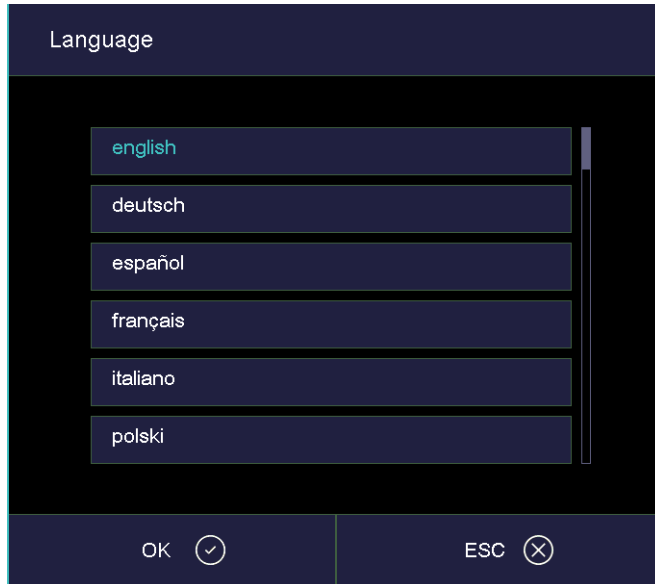 Language
english
deutsch
español
français
italiano
polski
OK
ESC